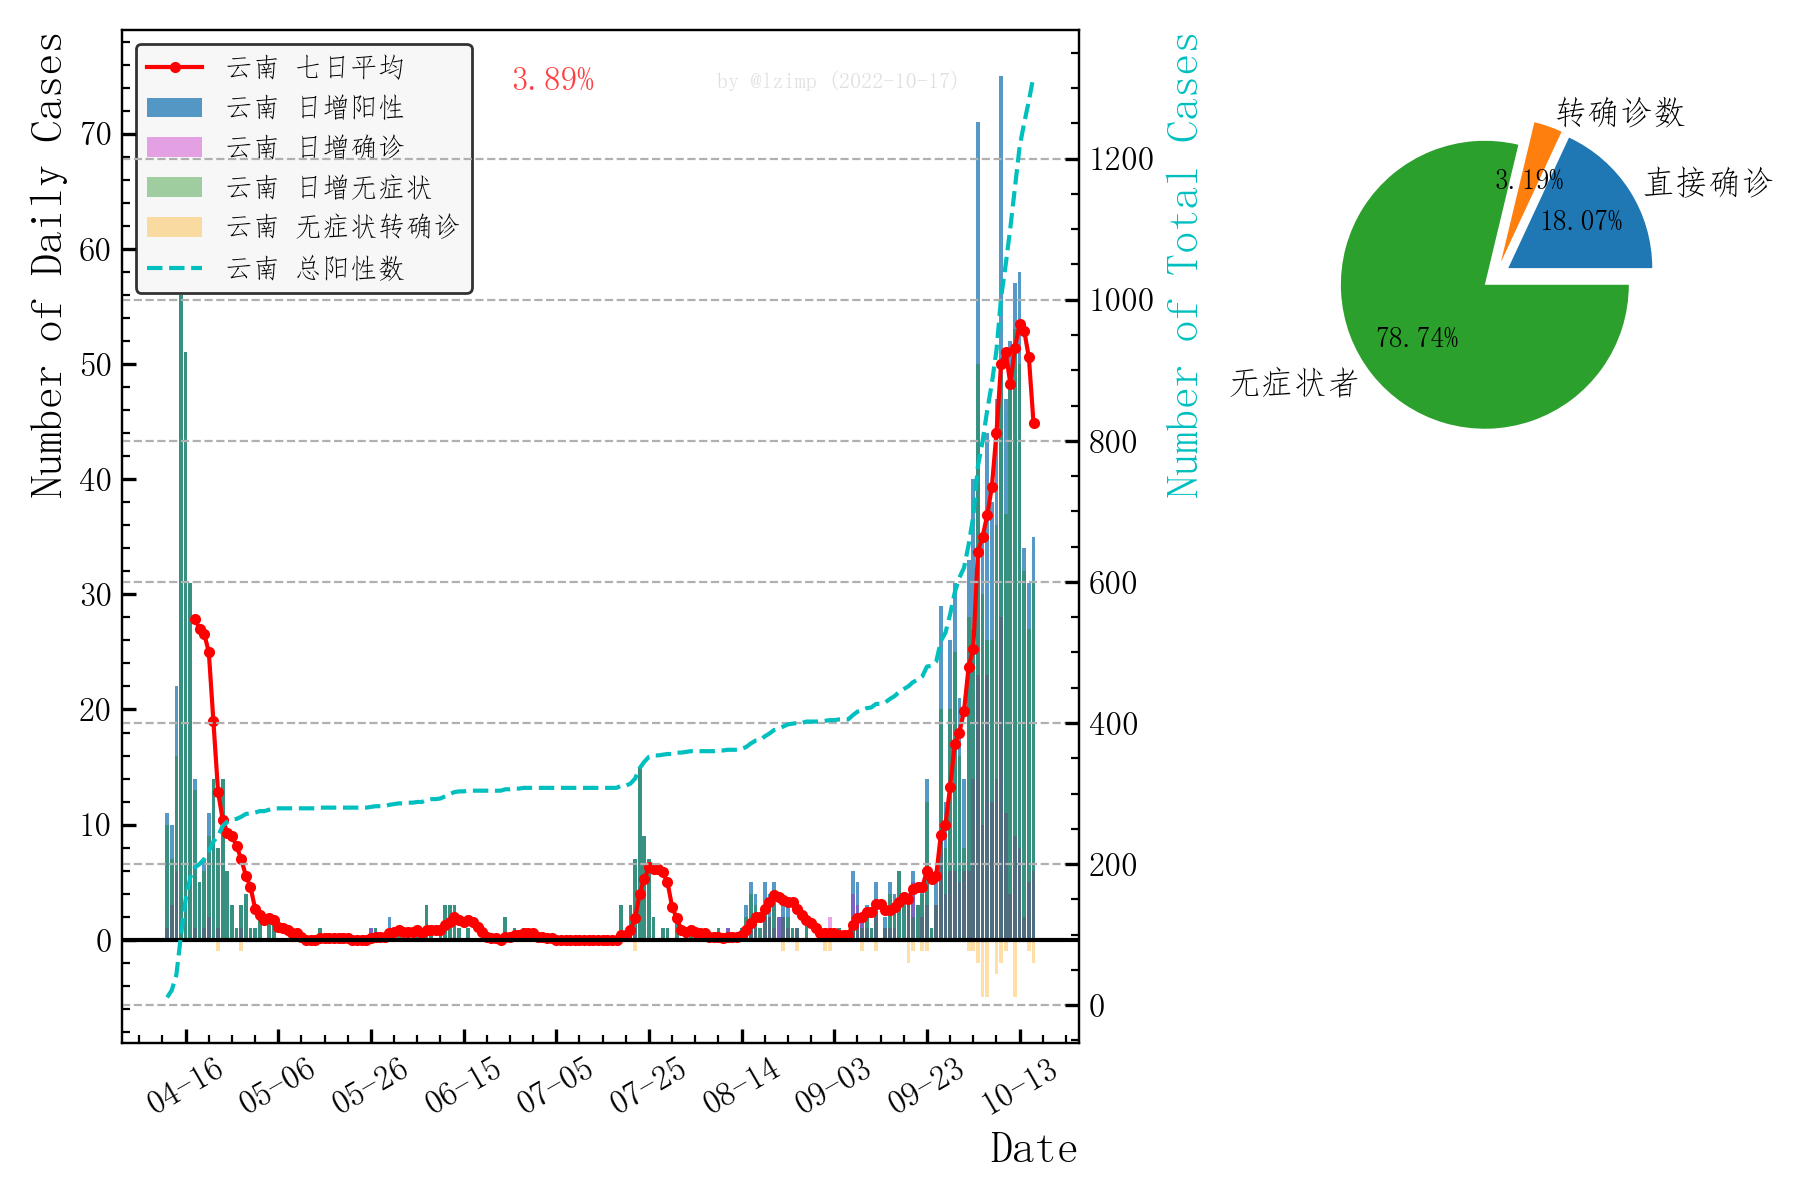 云南 七日平均
云南 日增阳性
云南 日增确诊
云南 日增无症状
云南 无症状转确诊
云南 总阳性数
3.89%
by @lzimp (2022-10-17)
Number of Daily Cases
70
60
50
40
30
20
10
0
1200
1000
800
600
400
200
0
Number of Total Cases
04-16
05-06
05-26
06-15
07-05
07-25
08-14
09-03
09-23
10-13
Date
转确诊数
直接确诊
3.19%
18.07%
78.74%
无症状者